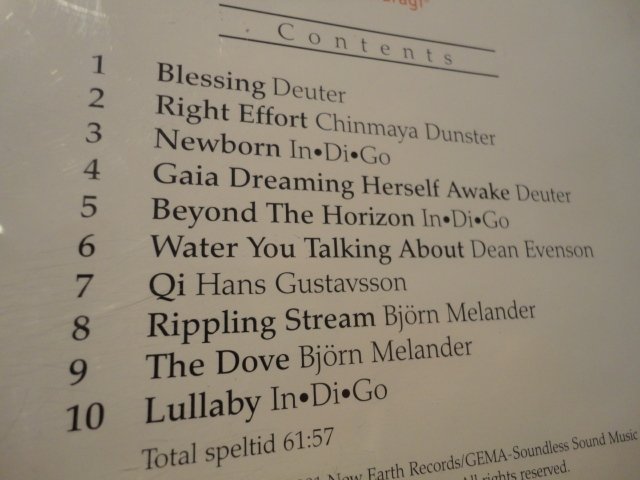 Contents
1 Blessing Deuter
2 Right Effort Chinmaya Dunster
3 Newborn In•Di•Go
4 Gaia Dreaming Herself Awake Deuter
5 Beyond The Horizon In•Di•Go
6 Water You Talking About Dean Evenson
7 Qi Hans Gustavsson
8 Rippling Stream Björn Melander
9 The Dove Björn Melander
10 Lullaby In•Di•Go
Total speltid 61:57
New Earth Records/GEMA-Soundless Sound Music
rights reserved.